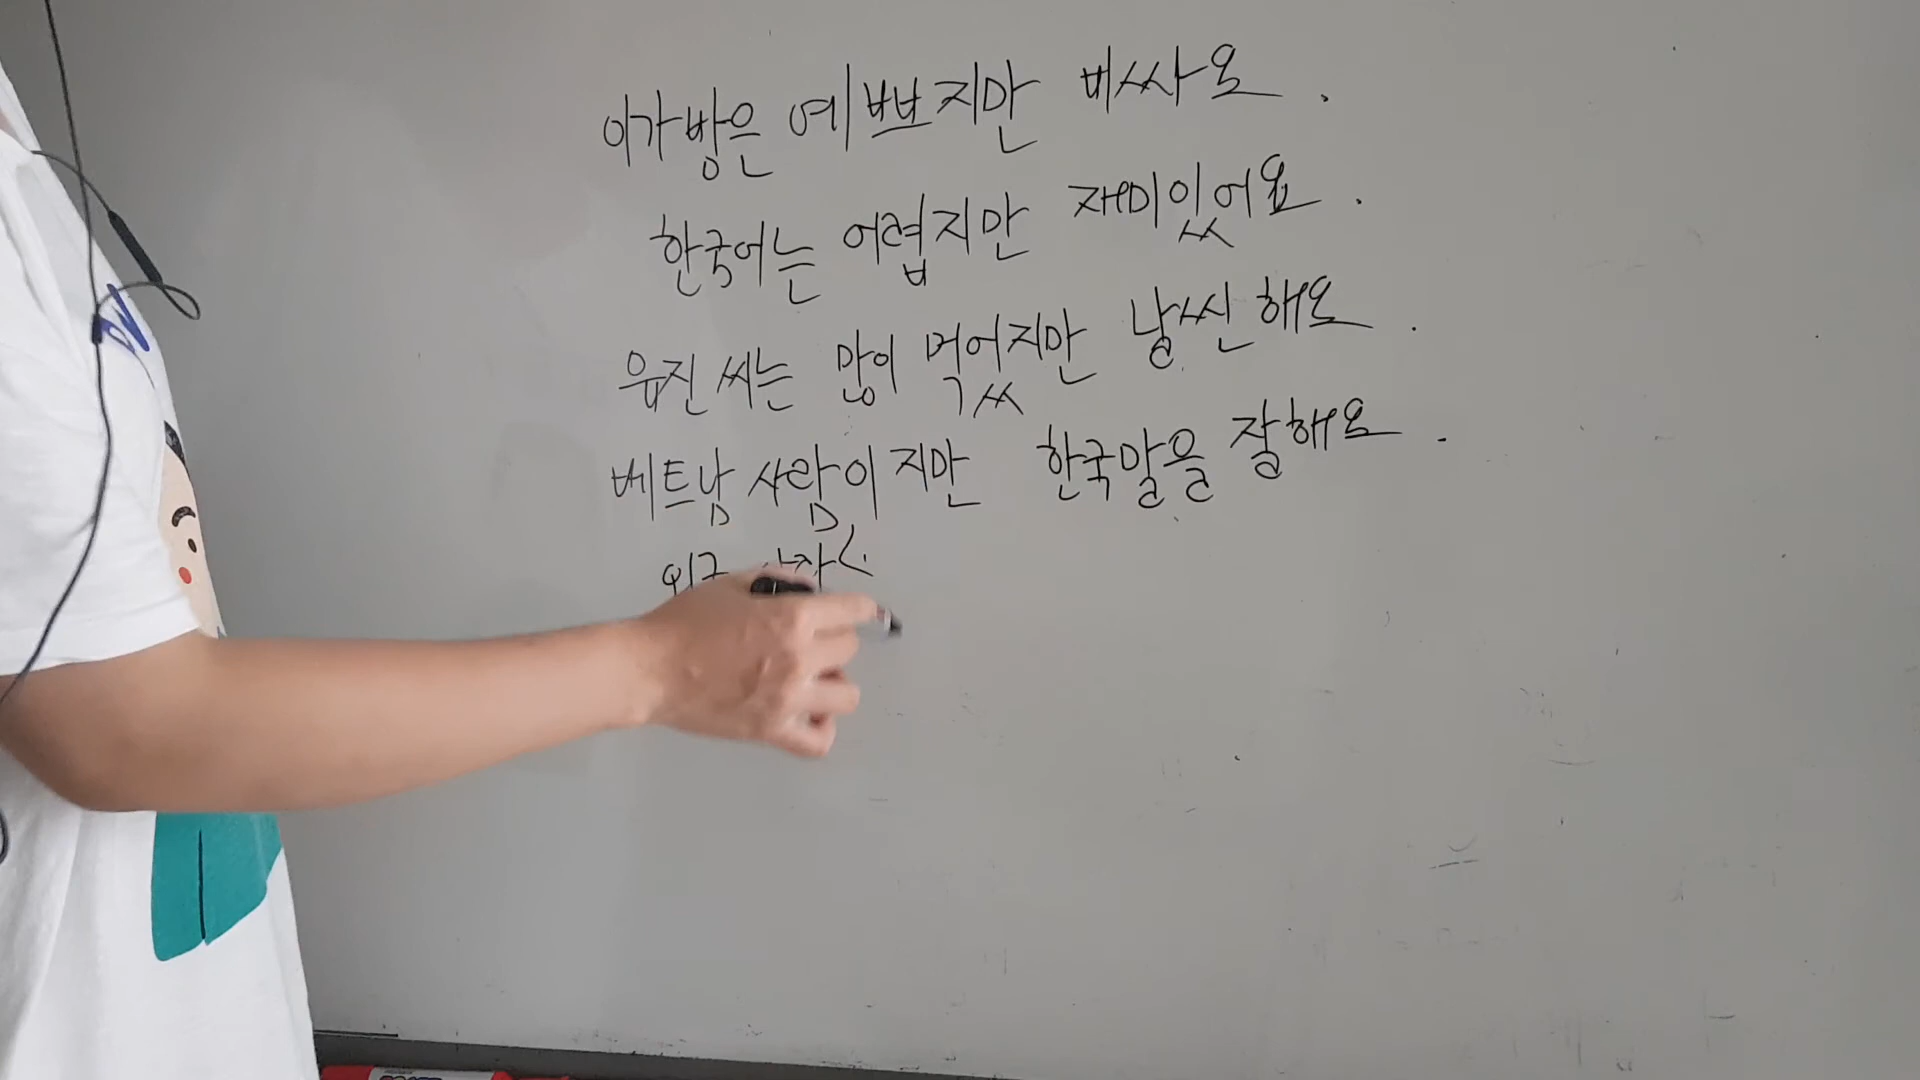 이가방은 예쁘지만 비싸요.
한국어는 어렵지만 재미있어요.
유진 씨는 많이 먹었지만 날씬해요.
베트남 사람이지만 한국말을 잘해요.
외국